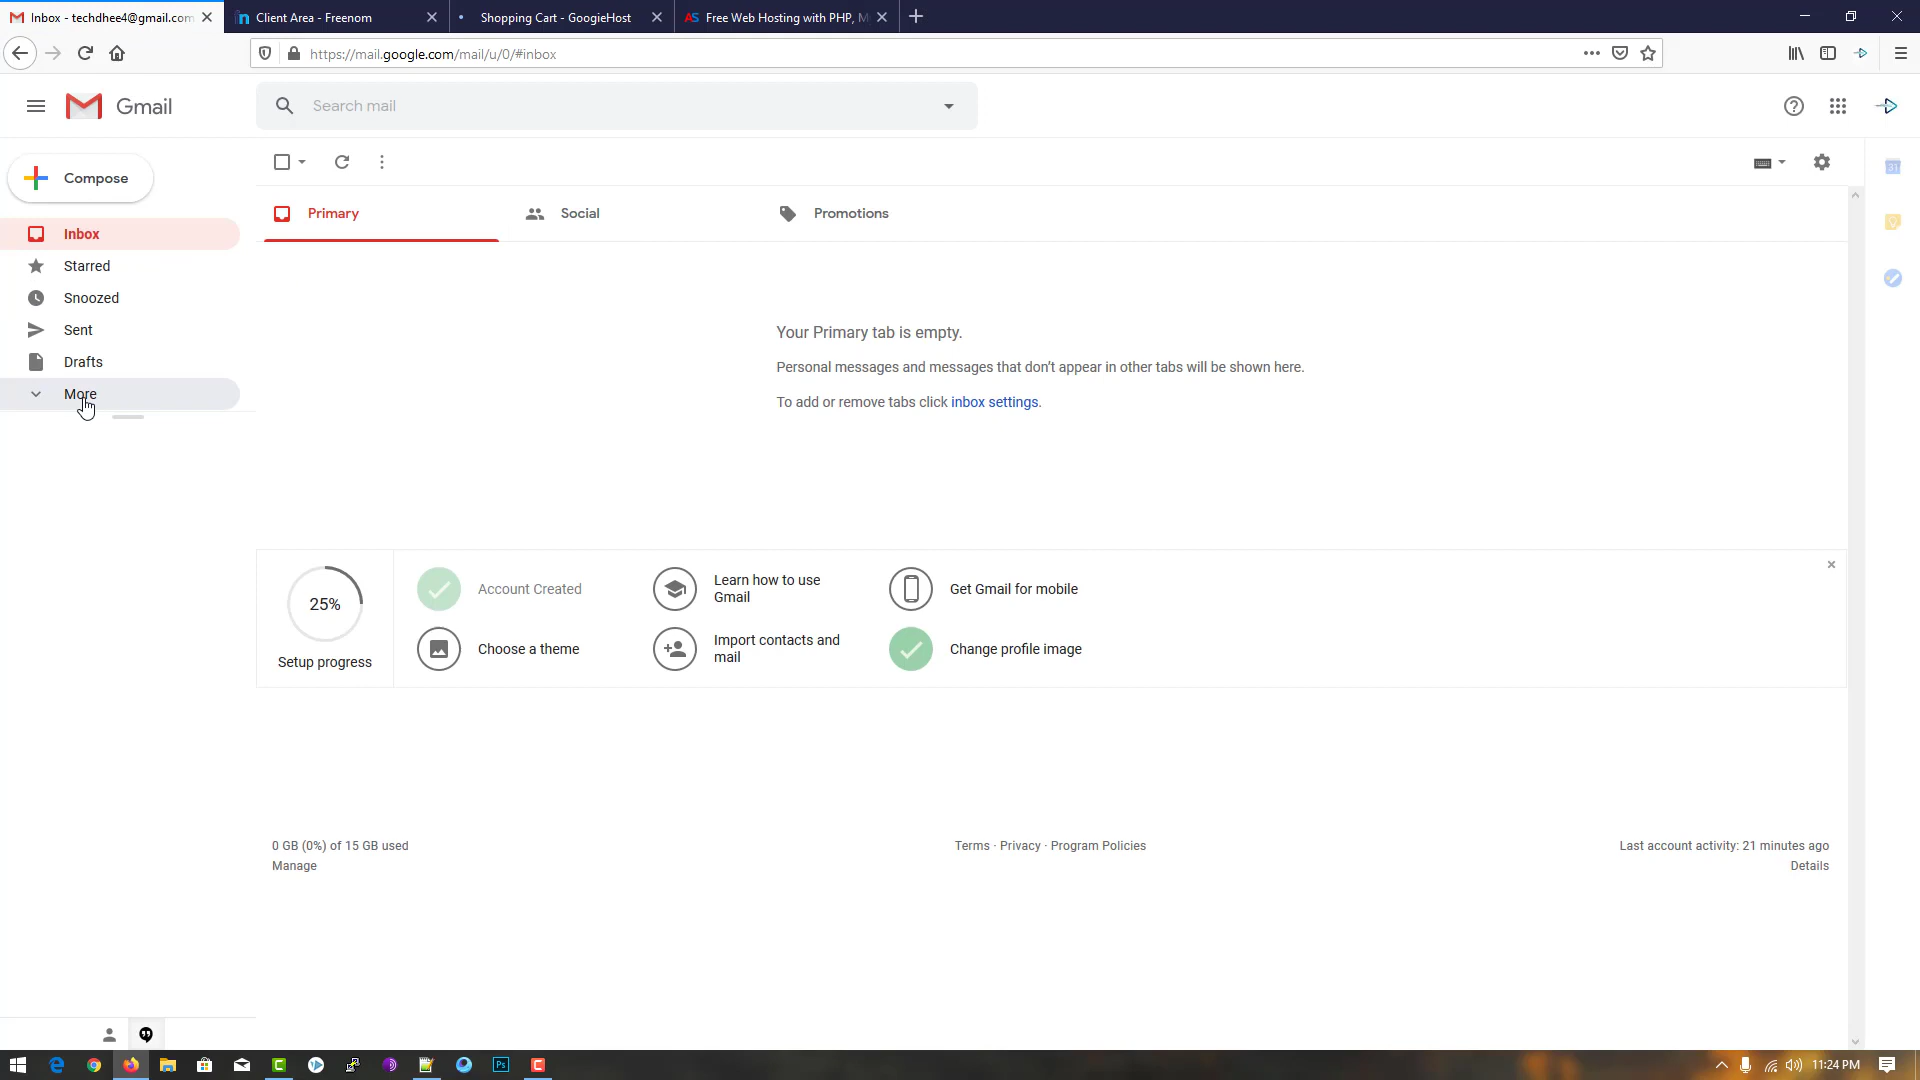 Inbox - techdhee4@gmail.com
Client Area - Freenom
Shopping Cart - GoogieHost
AS Free Web Hosting with PHP, M
https://mail.google.com/mail/u/0/#inbox
Gmail
Search mail
Compose
Primary
Social
Promotions
Inbox
Starred
Snoozed
Sent
Drafts
More
31
Your Primary tab is empty.
Personal messages and messages that don't appear in other tabs will be shown here.
To add or remove tabs click inbox settings.
25%
Setup progress
Account Created
Learn how to use
Gmail
Get Gmail for mobile
Choose a theme
Import contacts and
mail
Change profile image
0 GB (0%) of 15 GB used
Manage
Terms · Privacy · Program Policies
Last account activity: 21 minutes ago
Details
Ps
11:24 PM